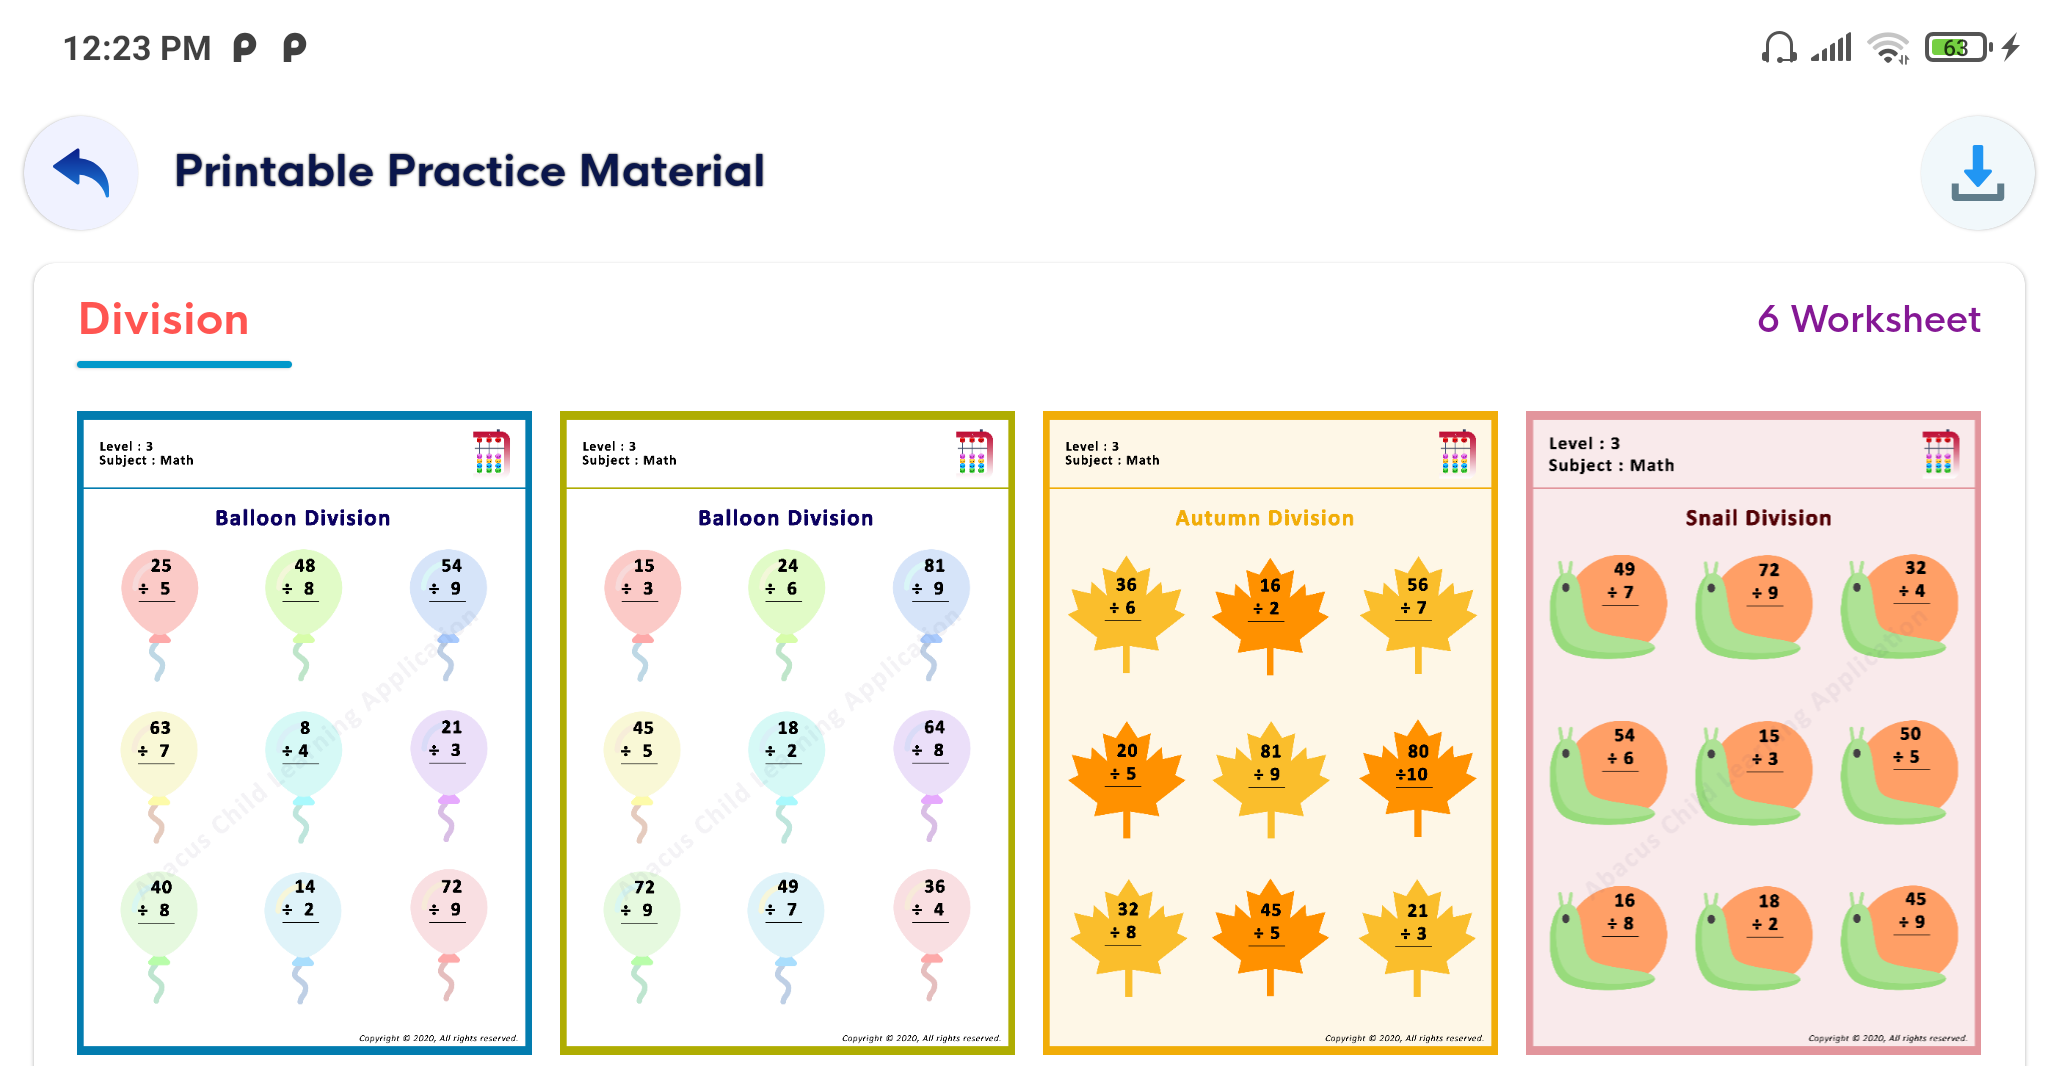 12:23 PM
63
Printable Practice Material
Division
6 Worksheet
Level : 3
Subject : Math
Balloon Division
25 48 54
÷ 5 ÷ 8 ÷ 9
63 8 21
÷ 7 ÷ 4 ÷ 3
40 14 72
÷ 8 ÷ 2 ÷ 9
Abacus Child Learning Application
Copyright © 2020, All rights reserved.
Level : 3
Subject : Math
Balloon Division
15 24 81
÷ 3 ÷ 6 ÷ 9
45 18 64
÷ 5 ÷ 2 ÷ 8
72 49 36
÷ 9 ÷ 7 ÷ 4
Abacus Child Learning Application
Copyright © 2020, All rights reserved.
Level : 3
Subject : Math
Autumn Division
36 16 56
÷ 6 ÷ 2 ÷ 7
20 81 80
÷ 5 ÷ 9 ÷10
32 45 21
÷ 8 ÷ 5 ÷ 3
Copyright © 2020, All rights reserved.
Level : 3
Subject : Math
Snail Division
49 72 32
÷ 7 ÷ 9 ÷ 4
54 15 50
÷ 6 ÷ 3 ÷ 5
16 18 45
÷ 8 ÷ 2 ÷ 9
Abacus Child Learning Application
Copyright © 2020, All rights reserved.